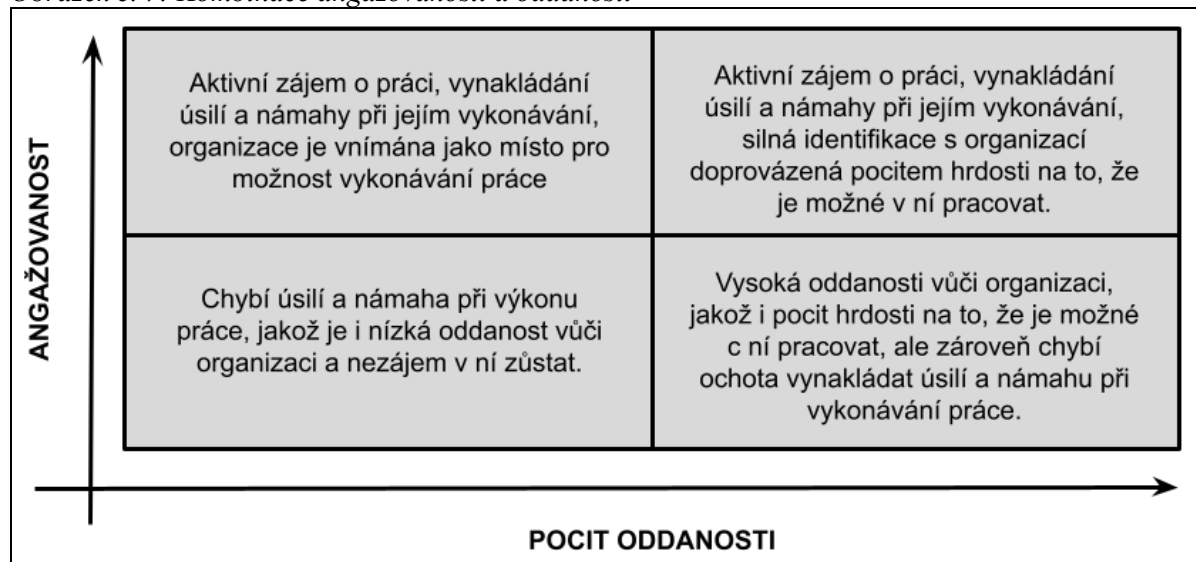 Aktivní zájem o práci, vynakládání
úsilí a námahy při jejím vykonávání,
organizace je vnímána jako místo pro
možnost vykonávání práce
Aktivní zájem o práci, vynakládání
úsilí a námahy při jejím vykonávání,
silná identifikace s organizací
doprovázená pocitem hrdosti na to, že
je možné v ní pracovat.
ANGAŽOVANOST
Chybí úsilí a námaha při výkonu
práce, jakož je i nízká oddanost vůči
organizaci a nezájem v ní zůstat.
Vysoká oddanosti vůči organizaci,
jakož i pocit hrdosti na to, že je možné
c ní pracovat, ale zároveň chybí
ochota vynakládat úsilí a námahu při
vykonávání práce.
POCIT ODDANOSTI